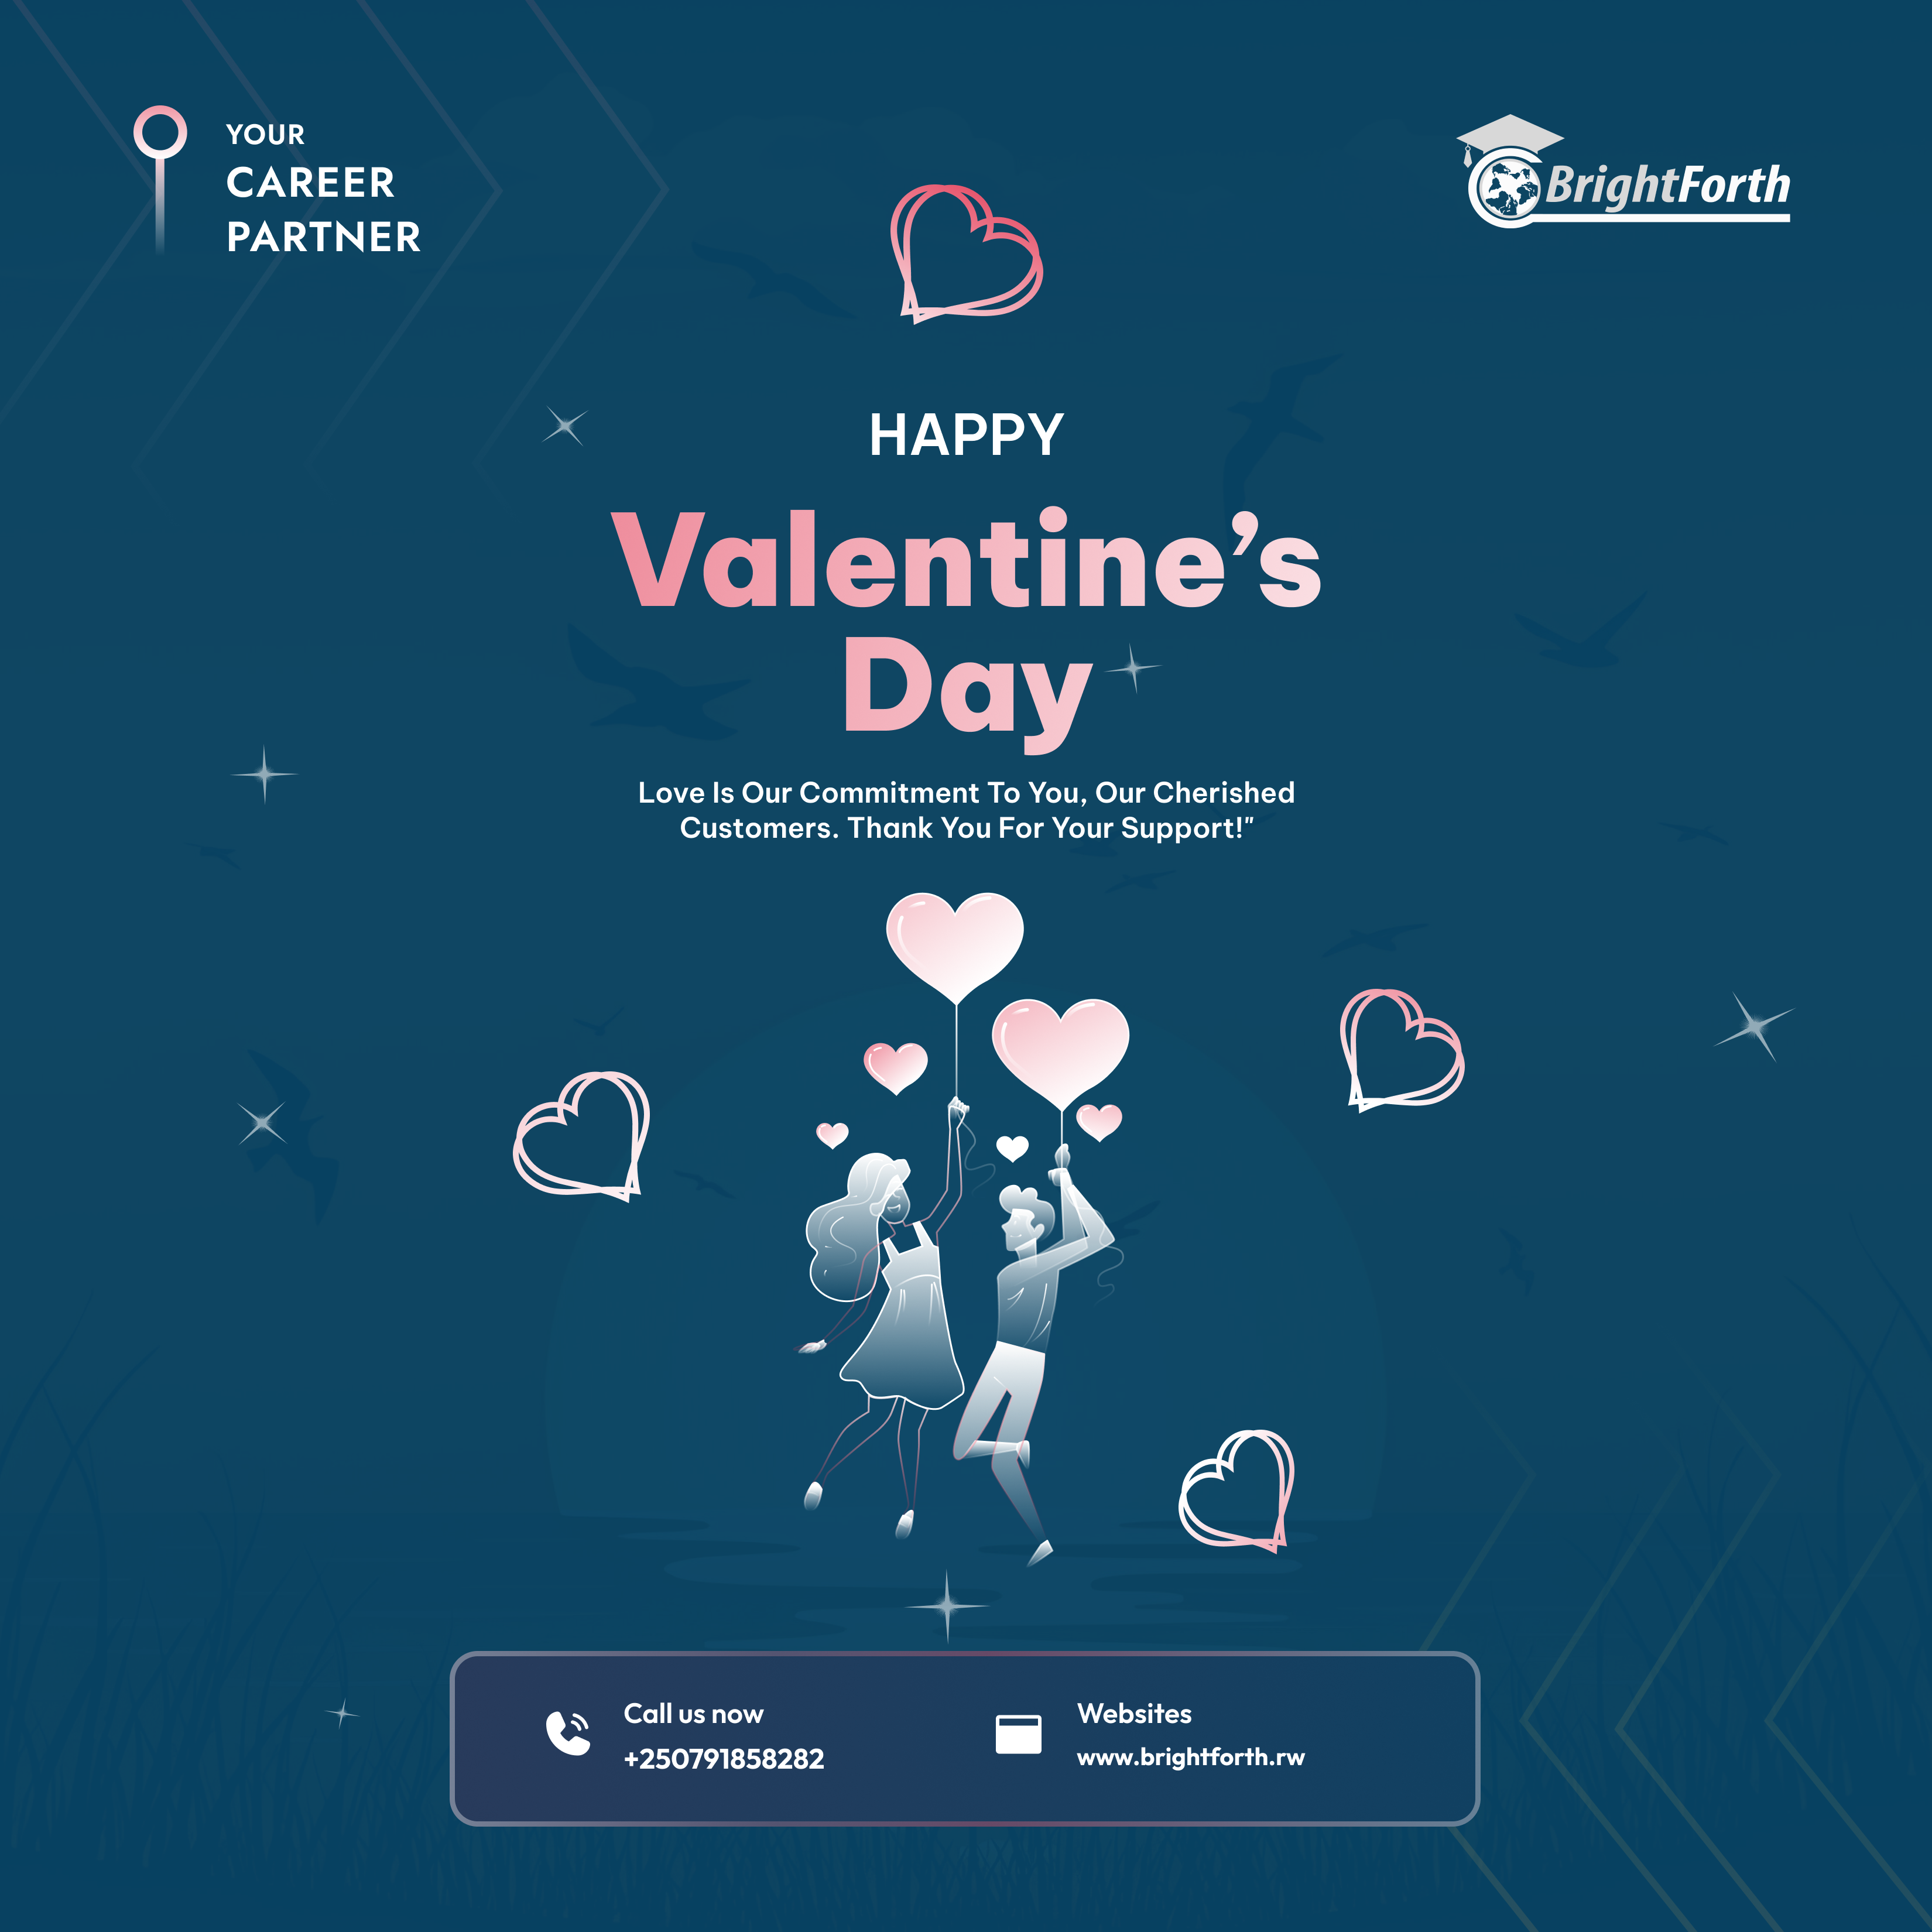 YOUR
CAREER
PARTNER
BrightForth
HAPPY
Valentine’s
Day
Love Is Our Commitment To You, Our Cherished
Customers. Thank You For Your Support!"
Call us now
+250791858282
Websites
www.brightforth.rw